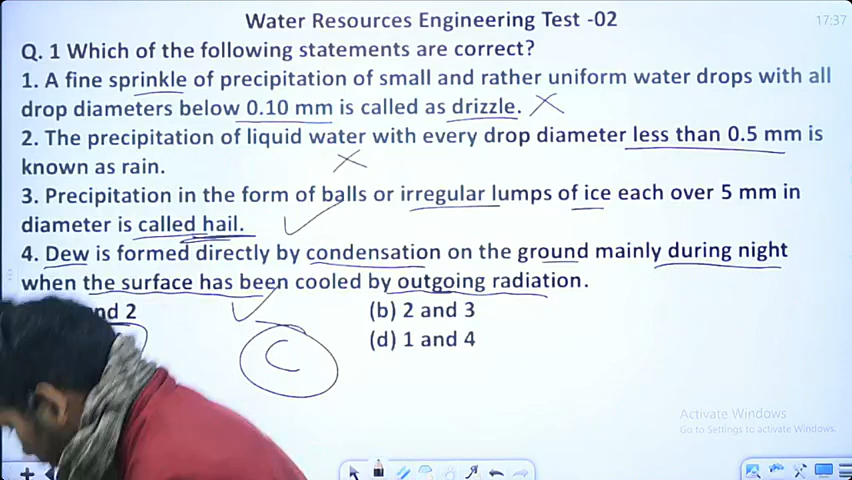 Water Resources Engineering Test -02
17:37
Q. 1 Which of the following statements are correct?
1. A fine sprinkle of precipitation of small and rather uniform water drops with all
drop diameters below 0.10 mm is called as drizzle.
2. The precipitation of liquid water with every drop diameter less than 0.5 mm is
known as rain.
3. Precipitation in the form of balls or irregular lumps of ice each over 5 mm in
diameter is called hail.
4. Dew is formed directly by condensation on the ground mainly during night
when the surface has been cooled by outgoing radiation.
nd 2 (b) 2 and 3
(d) 1 and 4
C
Activate Windows
Go to Settings to activate Windows.